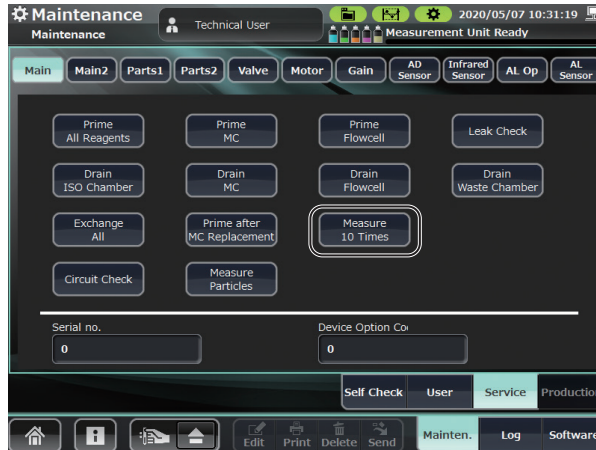 Maintenance
Maintenance
Technical User
2020/05/07 10:31:19
Measurement Unit Ready
Main
Main2
Parts1
Parts2
Valve
Motor
Gain
AD
Sensor
Infrared
Sensor
AL Op
AL
Sensor
Prime
All Reagents
Prime
MC
Prime
Flowcell
Leak Check
Drain
ISO Chamber
Drain
MC
Drain
Flowcell
Drain
Waste Chamber
Exchange
All
Prime after
MC Replacement
Measure
10 Times
Circuit Check
Measure
Particles
Serial no.
Device Option Co
0
0
Self Check
User
Service
Productio
Edit
Print
Delete
Send
Mainten.
Log
Software